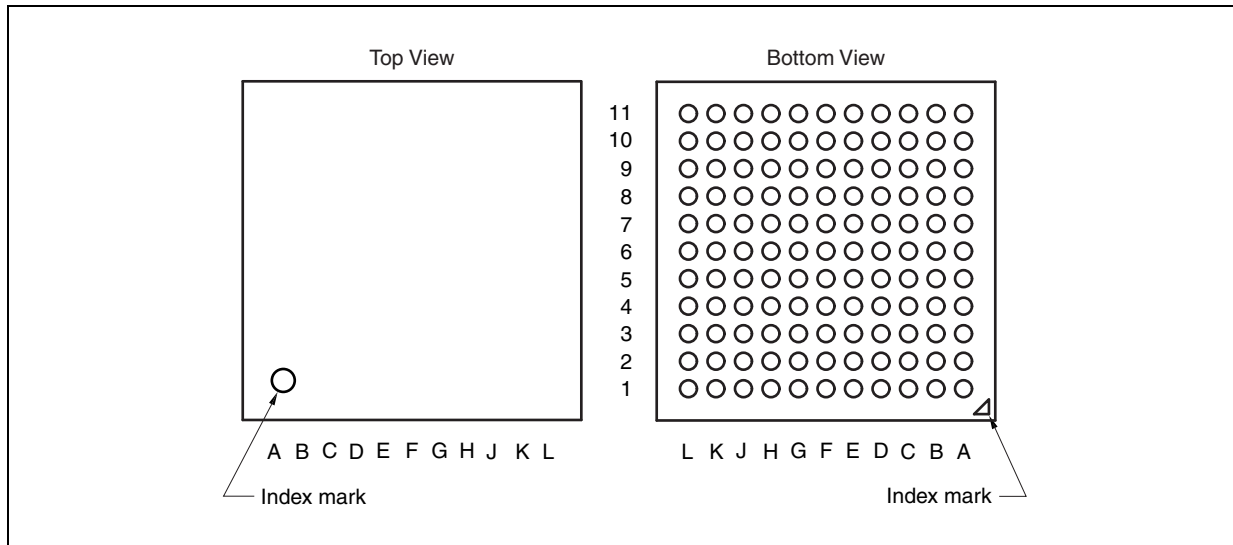 Top View
Bottom View
11
10
9
8
7
6
5
4
3
2
1
A B C D E F G H J K L
L K J H G F E D C B A
Index mark
Index mark